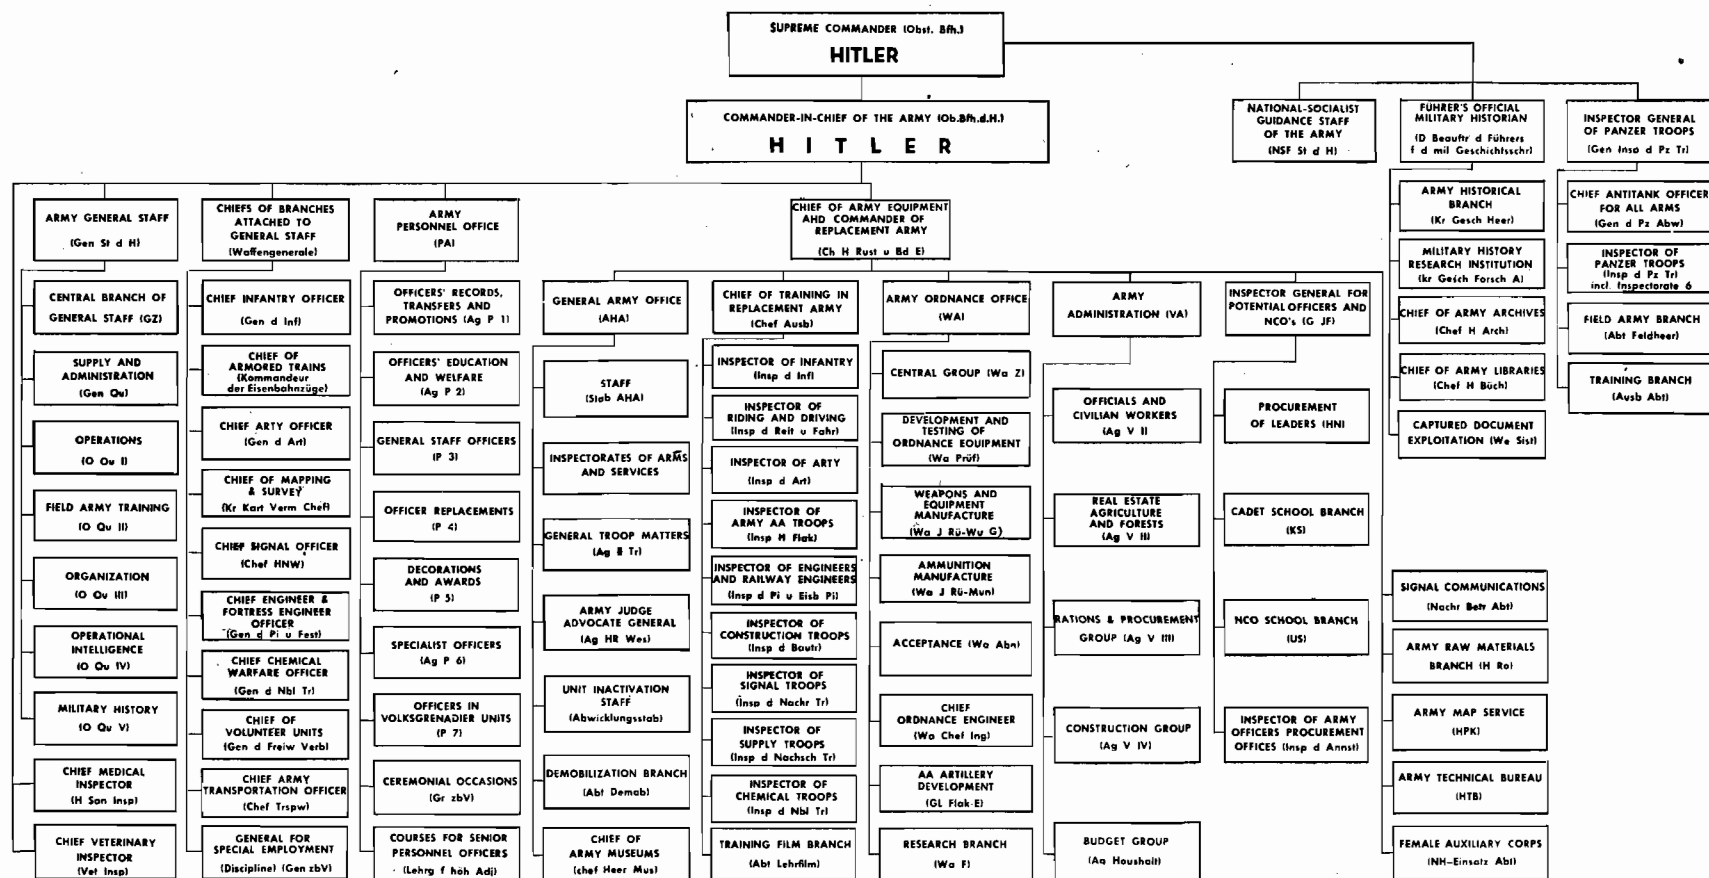 SUPREME COMMANDER (Obst. Bfh.)
HITLER
COMMANDER-IN-CHIEF OF THE ARMY (Ob.Bfh.d.H.)
HITLER
NATIONAL-SOCIALIST
GUIDANCE STAFF
OF THE ARMY
(NSF St d H)
FÜHRER'S OFFICIAL
MILITARY HISTORIAN
(D Beauftr d Führers
f d mil Geschichtsschr)
INSPECTOR GENERAL
OF PANZER TROOPS
(Gen Insp d Pz Tr)
ARMY GENERAL STAFF
(Gen St d H)
CENTRAL BRANCH OF
GENERAL STAFF (GZ)
SUPPLY AND
ADMINISTRATION
(Gen Qu)
OPERATIONS
(O Qu I)
FIELD ARMY TRAINING
(O Qu II)
ORGANIZATION
(O Qu III)
OPERATIONAL
INTELLIGENCE
(O Qu IV)
MILITARY HISTORY
(O Qu V)
CHIEF MEDICAL
INSPECTOR
(H San Insp)
CHIEF VETERINARY
INSPECTOR
(Vet Insp)
CHIEFS OF BRANCHES
ATTACHED TO
GENERAL STAFF
(Waffengenerale)
CHIEF INFANTRY OFFICER
(Gen d Inf)
CHIEF OF
ARMORED TRAINS
(Kommandeur
der Eisenbahnzüge)
CHIEF ARTY OFFICER
(Gen d Art)
CHIEF OF MAPPING
& SURVEY
(Kr Kart Verm Chef)
CHIEF SIGNAL OFFICER
(Chef HNW)
CHIEF ENGINEER &
FORTRESS ENGINEER
OFFICER
(Gen d Pi u Fest)
CHIEF CHEMICAL
WARFARE OFFICER
(Gen d Nbl Tr)
CHIEF OF
VOLUNTEER UNITS
(Gen d Freiw Verb)
CHIEF ARMY
TRANSPORTATION OFFICER
(Chef Trspw)
GENERAL FOR
SPECIAL EMPLOYMENT
(Discipline) (Gen zbV)
ARMY
PERSONNEL OFFICE
(PA)
OFFICERS' RECORDS,
TRANSFERS AND
PROMOTIONS (Ag P 1)
OFFICERS' EDUCATION
AND WELFARE
(Ag P 2)
GENERAL STAFF OFFICERS
(P 3)
OFFICER REPLACEMENTS
(P 4)
DECORATIONS
AND AWARDS
(P 5)
SPECIALIST OFFICERS
(Ag P 6)
OFFICERS IN
VOLKSGRENADIER UNITS
(P 7)
CEREMONIAL OCCASIONS
(Gr zbV)
COURSES FOR SENIOR
PERSONNEL OFFICERS
(Lehrg f höh Adj)
CHIEF OF ARMY EQUIPMENT
AHD COMMANDER OF
REPLACEMENT ARMY
(Ch H Rust u Bd E)
GENERAL ARMY OFFICE
(AHA)
STAFF
(Stab AHA)
INSPECTORATES OF ARMS
AND SERVICES
GENERAL TROOP MATTERS
(Ag E Tr)
ARMY JUDGE
ADVOCATE GENERAL
(Ag HR Wes)
UNIT INACTIVATION
STAFF
(Abwicklungsstab)
DEMOBILIZATION BRANCH
(Abt Demab)
CHIEF OF
ARMY MUSEUMS
(chef Heer Mus)
CHIEF OF TRAINING IN
REPLACEMENT ARMY
(Chef Ausb)
INSPECTOR OF INFANTRY
(Insp d Inf)
INSPECTOR OF
RIDING AND DRIVING
(Insp d Reit u Fahr)
INSPECTOR OF ARTY
(Insp d Art)
INSPECTOR OF
ARMY AA TROOPS
(Insp H Flak)
INSPECTOR OF ENGINEERS
AND RAILWAY ENGINEERS
(Insp d Pi u Eisb Pi)
INSPECTOR OF
CONSTRUCTION TROOPS
(Insp d Bautr)
INSPECTOR OF
SIGNAL TROOPS
(Insp d Nachr Tr)
INSPECTOR OF
SUPPLY TROOPS
(Insp d Nachsch Tr)
INSPECTOR OF
CHEMICAL TROOPS
(Insp d Nbl Tr)
TRAINING FILM BRANCH
(Abt Lehrfilm)
ARMY ORDNANCE OFFICE
(WA)
CENTRAL GROUP (Wa Z)
DEVELOPMENT AND
TESTING OF
ORDNANCE EQUIPMENT
(Wa Prüf)
WEAPONS AND
EQUIPMENT
MANUFACTURE
(Wa J Rü-Wu G)
AMMUNITION
MANUFACTURE
(Wa J Rü-Mun)
ACCEPTANCE (Wa Abn)
CHIEF
ORDNANCE ENGINEER
(Wa Chef Ing)
AA ARTILLERY
DEVELOPMENT
(GL Flak-E)
RESEARCH BRANCH
(Wa F)
ARMY
ADMINISTRATION (VA)
OFFICIALS AND
CIVILIAN WORKERS
(Ag V I)
REAL ESTATE
AGRICULTURE
AND FORESTS
(Ag V II)
RATIONS & PROCUREMENT
GROUP (Ag V III)
CONSTRUCTION GROUP
(Ag V IV)
BUDGET GROUP
(Ag Houshalt)
INSPECTOR GENERAL FOR
POTENTIAL OFFICERS AND
NCO's (G JF)
PROCUREMENT
OF LEADERS (HN)
CADET SCHOOL BRANCH
(KS)
NCO SCHOOL BRANCH
(US)
INSPECTOR OF ARMY
OFFICERS PROCUREMENT
OFFICES (Insp d Annst)
SIGNAL COMMUNICATIONS
(Nachr Betr Abt)
ARMY RAW MATERIALS
BRANCH (H Ro)
ARMY MAP SERVICE
(HPK)
ARMY TECHNICAL BUREAU
(HTB)
FEMALE AUXILIARY CORPS
(NH-Einsatz Abt)
ARMY HISTORICAL
BRANCH
(Kr Gesch Heer)
MILITARY HISTORY
RESEARCH INSTITUTION
(kr Gesch Forsch A)
CHIEF OF ARMY ARCHIVES
(Chef H Arch)
CHIEF OF ARMY LIBRARIES
(Chef H Büch)
CAPTURED DOCUMENT
EXPLOITATION (We Sist)
CHIEF ANTITANK OFFICER
FOR ALL ARMS
(Gen d Pz Abw)
INSPECTOR OF
PANZER TROOPS
(Insp d Pz Tr)
incl. Inspectorate 6
FIELD ARMY BRANCH
(Abt Feldheer)
TRAINING BRANCH
(Ausb Abt)